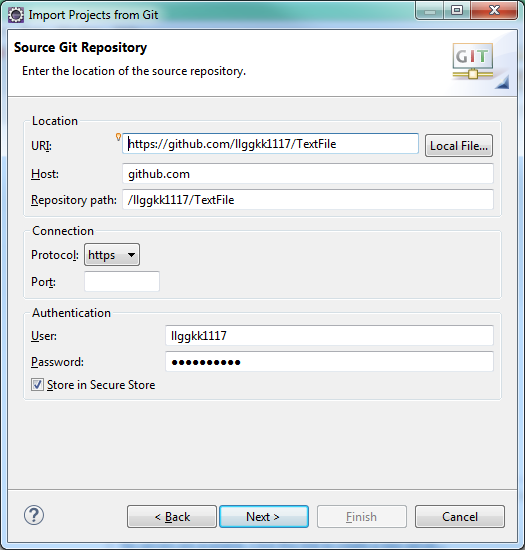 Import Projects from Git
Source Git Repository
Enter the location of the source repository.
GIT
Location
URI: https://github.com/llggkk1117/TextFile Local File...
Host: github.com
Repository path: /llggkk1117/TextFile
Connection
Protocol: https
Port:
Authentication
User: llggkk1117
Password: ●●●●●●●●●●
Store in Secure Store
? < Back Next > Finish Cancel